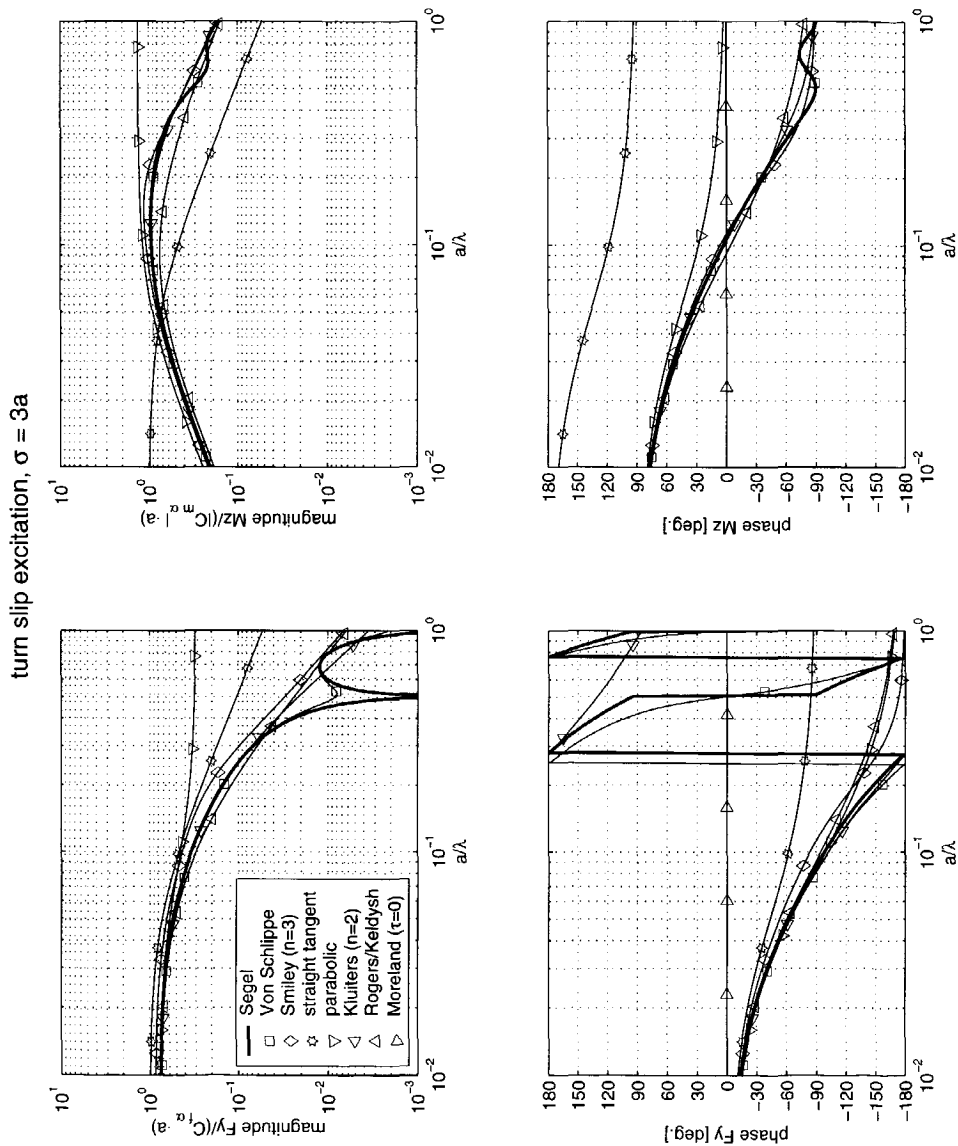 turn slip excitation, σ = 3a
magnitude Fy/(C_fα·a)
10^1
10^0
10^-1
10^-2
10^-3
10^-2
10^-1
10^0
a/λ
Segel
Von Schlippe
Smiley (n=3)
straight tangent
parabolic
Kluiters (n=2)
Rogers/Keldysh
Moreland (τ=0)
magnitude Mz/(|C_mα|·a)
10^1
10^0
10^-1
10^-2
10^-3
10^-2
10^-1
10^0
a/λ
phase Fy [deg.]
180
150
120
90
60
30
0
-30
-60
-90
-120
-150
-180
10^-2
10^-1
10^0
a/λ
phase Mz [deg.]
180
150
120
90
60
30
0
-30
-60
-90
-120
-150
-180
10^-2
10^-1
10^0
a/λ